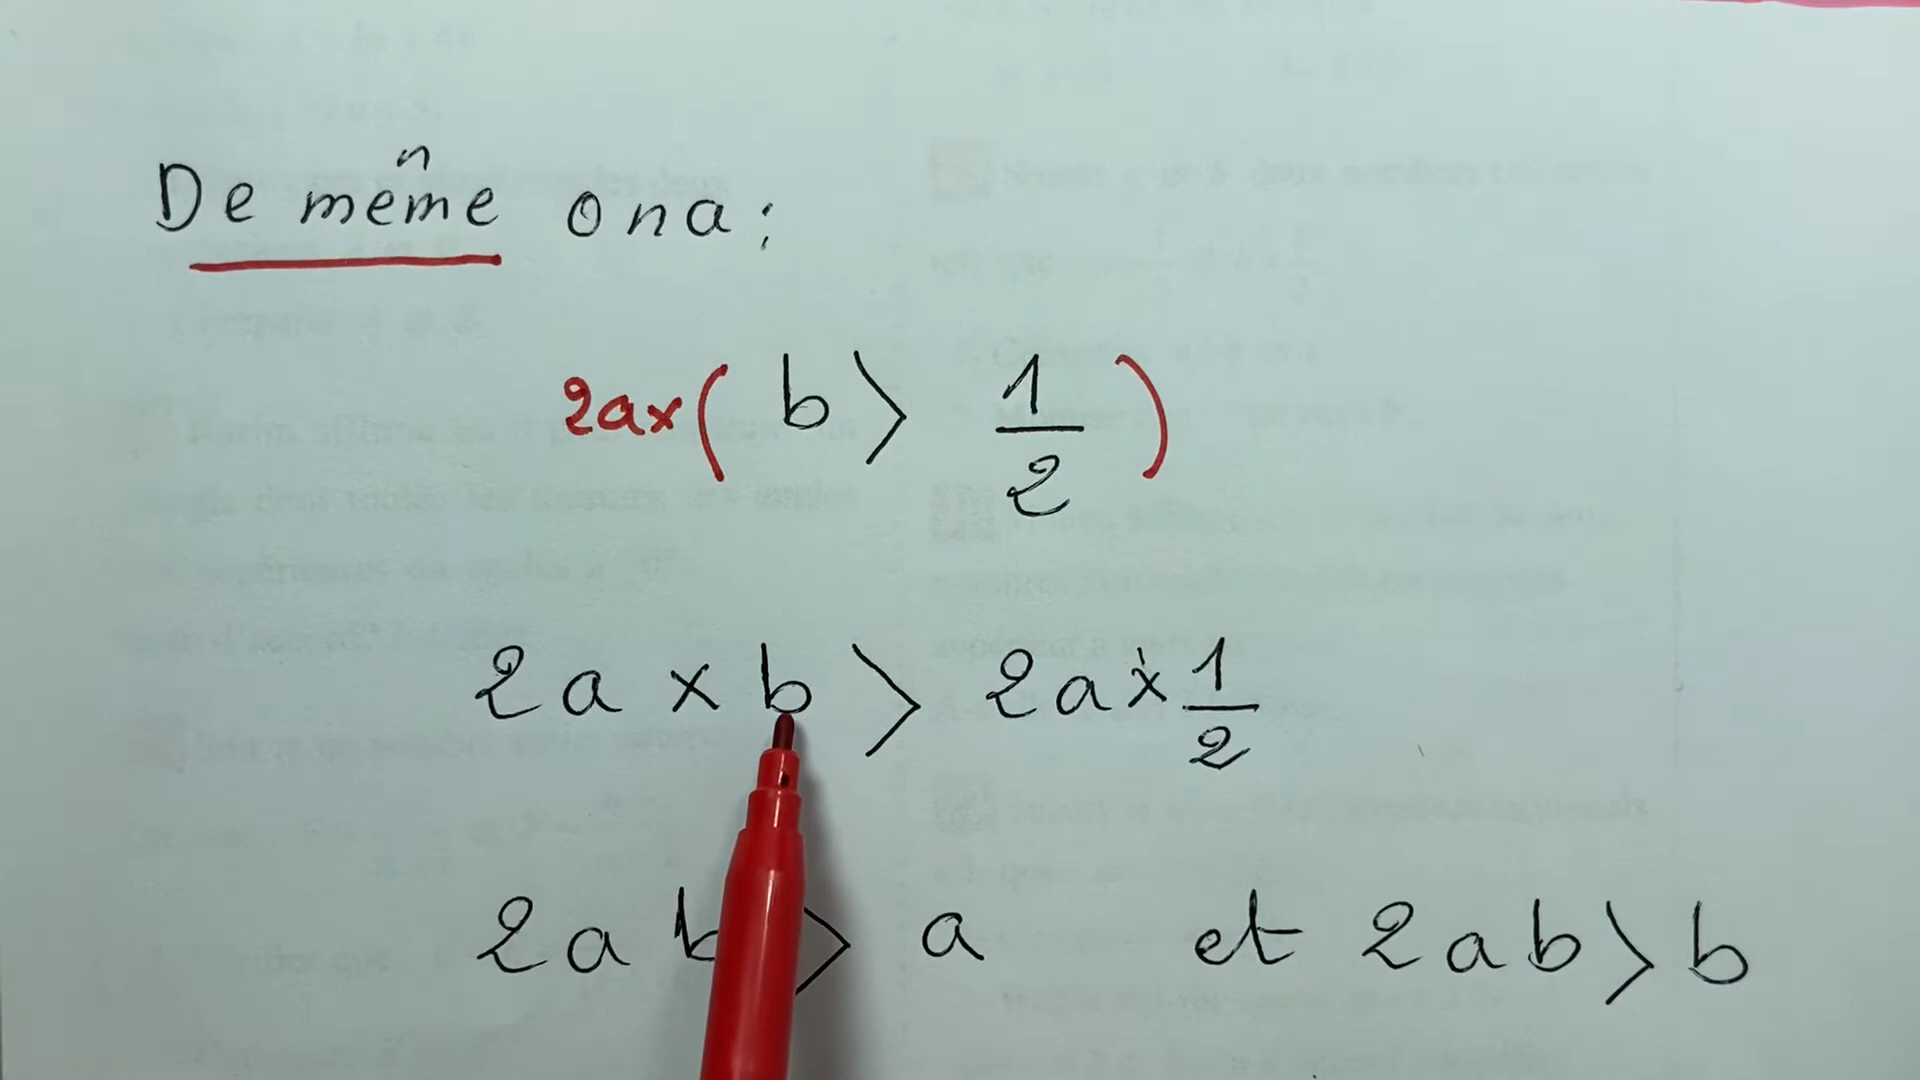 De même on a :
2a×( b > 1/2 )
2a × b > 2a × 1/2
2ab > a et 2ab > b